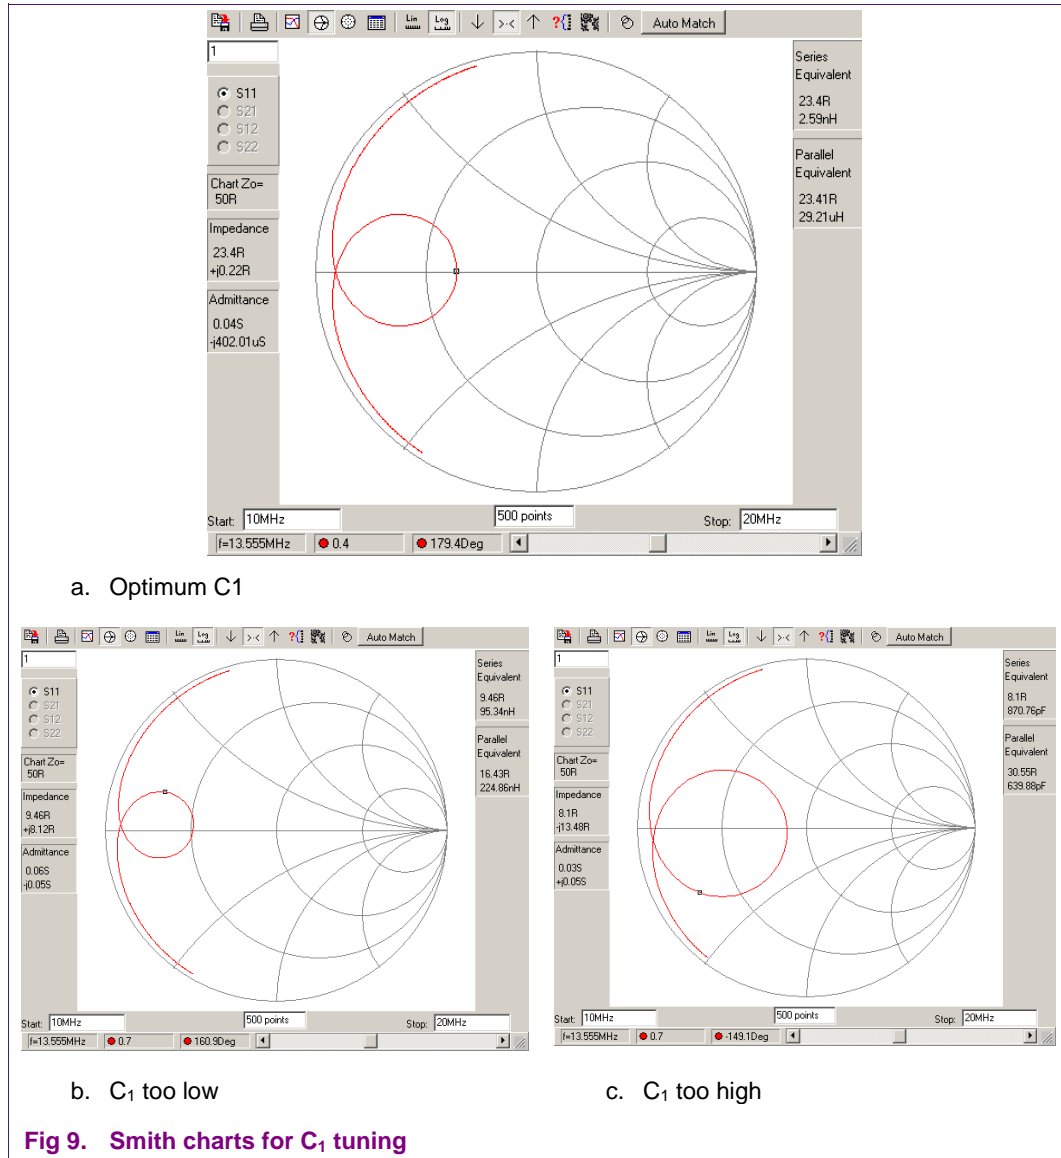 Lin
Log
?
Auto Match
1
S11
S21
S12
S22
Chart Zo=
50R
Impedance
23.4R
+j0.22R
Admittance
0.04S
-j402.01uS
Series
Equivalent
23.4R
2.59nH
Parallel
Equivalent
23.41R
29.21uH
Start: 10MHz
500 points
Stop: 20MHz
f=13.555MHz
0.4
179.4Deg
a. Optimum C1
Lin
Log
?
Auto Match
1
S11
S21
S12
S22
Chart Zo=
50R
Impedance
9.46R
+j8.12R
Admittance
0.06S
-j0.05S
Series
Equivalent
9.46R
95.34nH
Parallel
Equivalent
16.43R
224.86nH
Start: 10MHz
500 points
Stop: 20MHz
f=13.555MHz
0.7
160.9Deg
b. C1 too low
Lin
Log
?
Auto Match
1
S11
S21
S12
S22
Chart Zo=
50R
Impedance
8.1R
-j13.48R
Admittance
0.03S
+j0.05S
Series
Equivalent
8.1R
870.76pF
Parallel
Equivalent
30.55R
639.88pF
Start: 10MHz
500 points
Stop: 20MHz
f=13.555MHz
0.7
-149.1Deg
c. C1 too high
Fig 9. Smith charts for C1 tuning